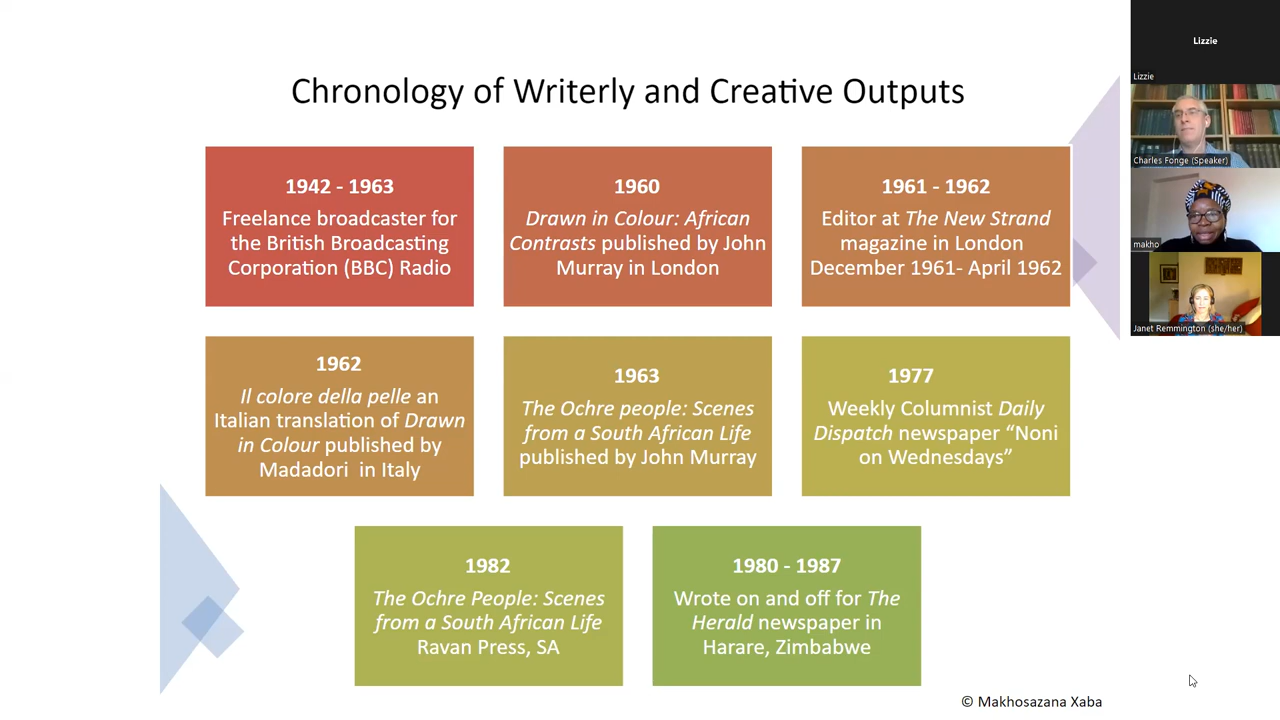 Chronology of Writerly and Creative Outputs
1942 - 1963
Freelance broadcaster for
the British Broadcasting
Corporation (BBC) Radio
1960
Drawn in Colour: African
Contrasts published by John
Murray in London
1961 - 1962
Editor at The New Strand
magazine in London
December 1961- April 1962
1962
Il colore della pelle an
Italian translation of Drawn
in Colour published by
Madadori in Italy
1963
The Ochre people: Scenes
from a South African Life
published by John Murray
1977
Weekly Columnist Daily
Dispatch newspaper “Noni
on Wednesdays”
1982
The Ochre People: Scenes
from a South African Life
Ravan Press, SA
1980 - 1987
Wrote on and off for The
Herald newspaper in
Harare, Zimbabwe
© Makhosazana Xaba
Lizzie
Lizzie
Charles Fonge (Speaker)
makho
Janet Remmington (she/her)